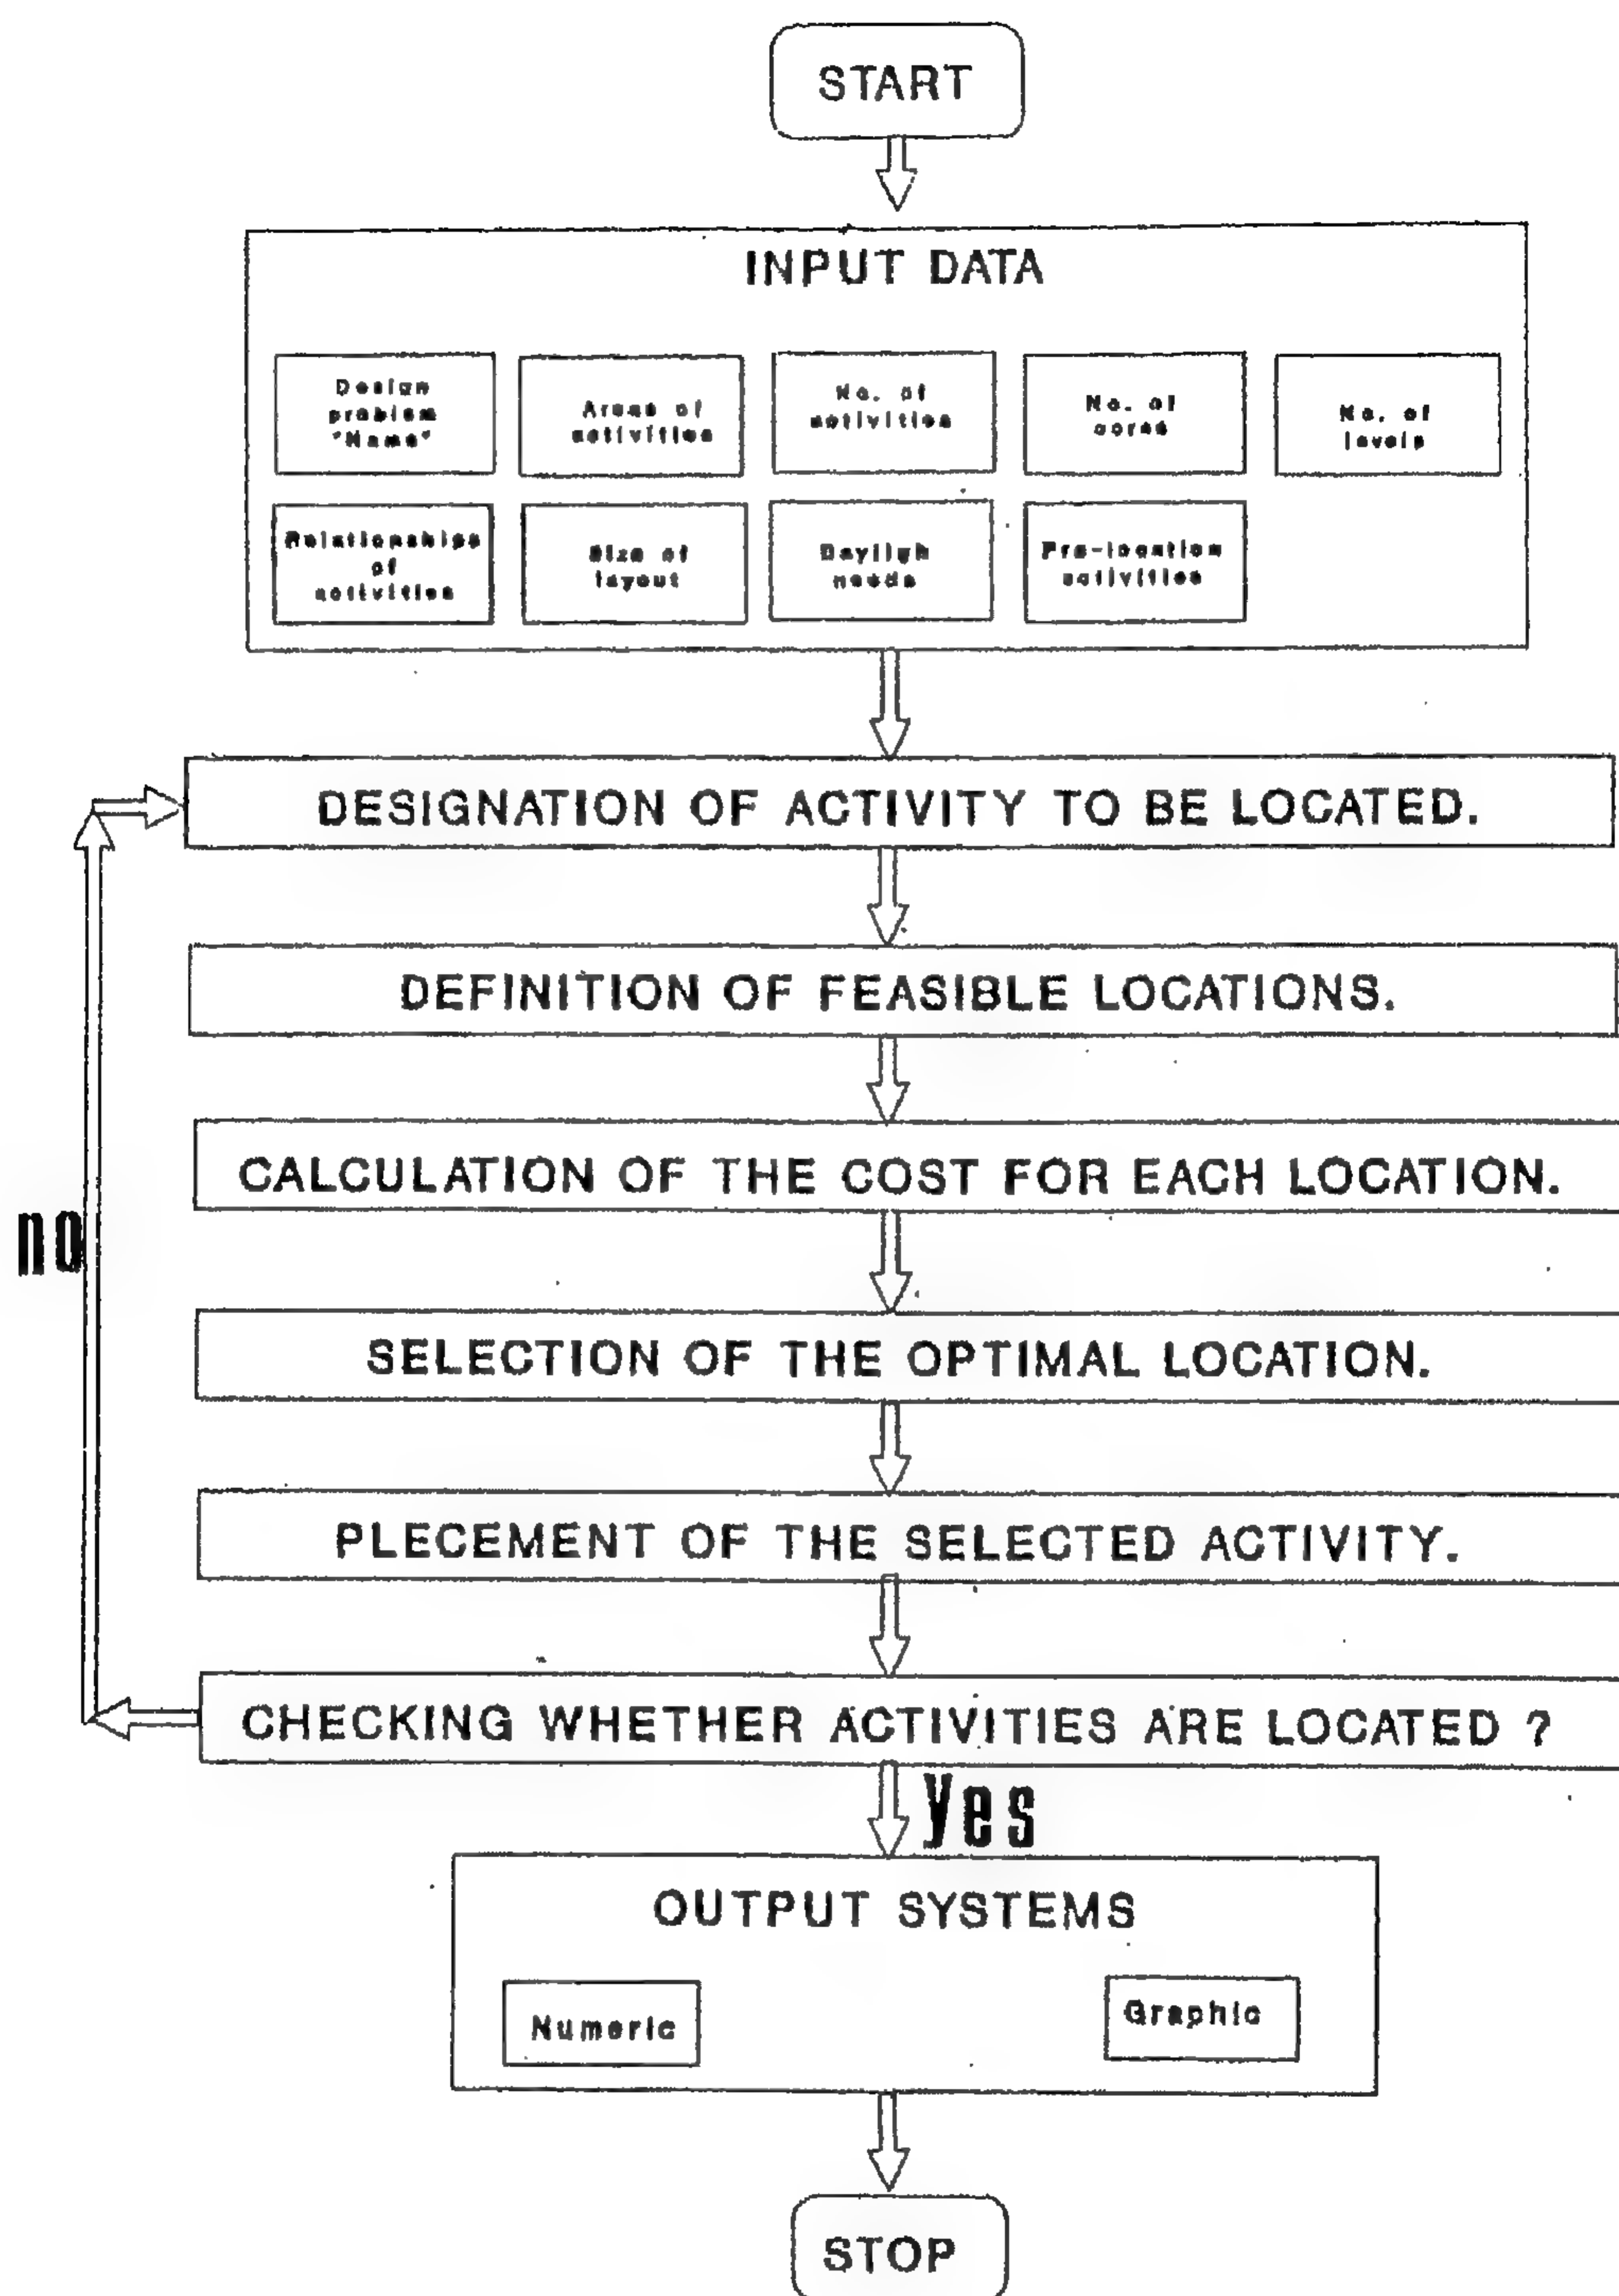 START
INPUT DATA
Design
problem
"Name"
Areas of
activities
No. of
activities
No. of
cores
No. of
levels
Relationships
of
activities
Size of
layout
Dayligh
needs
Pre-location
activities
DESIGNATION OF ACTIVITY TO BE LOCATED.
DEFINITION OF FEASIBLE LOCATIONS.
CALCULATION OF THE COST FOR EACH LOCATION.
no
SELECTION OF THE OPTIMAL LOCATION.
PLECEMENT OF THE SELECTED ACTIVITY.
CHECKING WHETHER ACTIVITIES ARE LOCATED ?
Yes
OUTPUT SYSTEMS
Numeric
Graphic
STOP